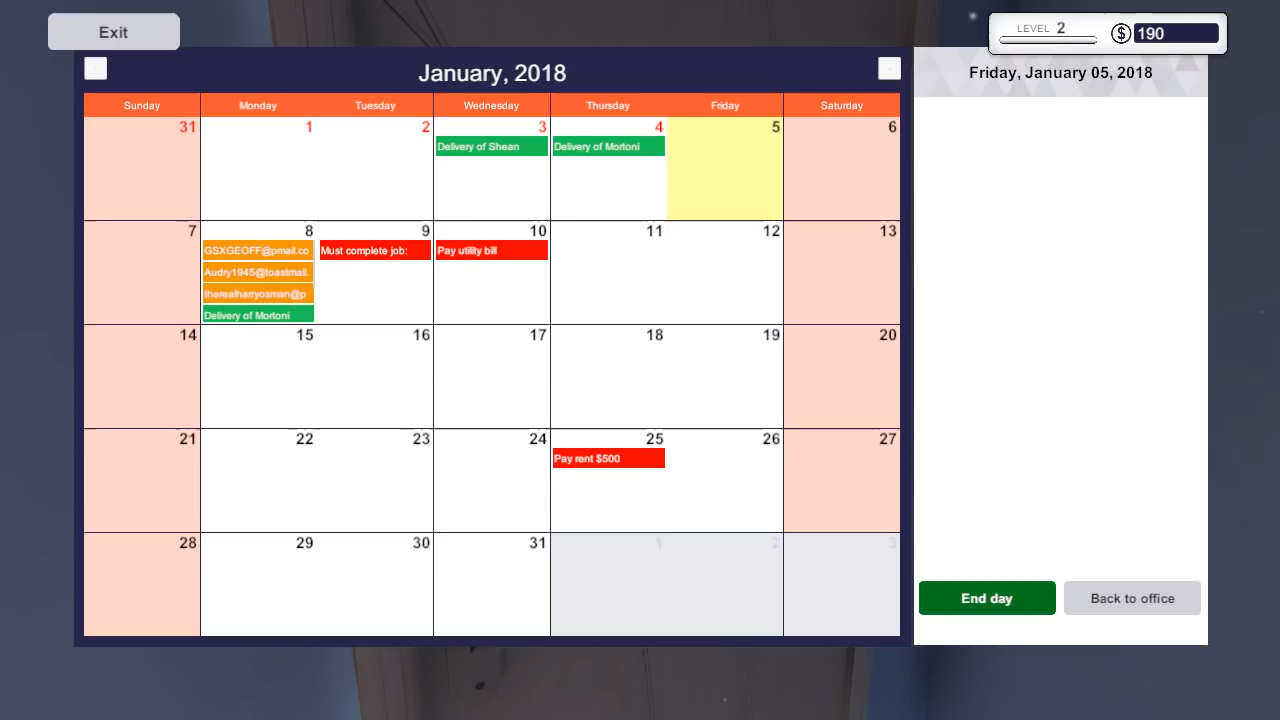 Exit
LEVEL 2
$ 190
January, 2018
Friday, January 05, 2018
Sunday Monday Tuesday Wednesday Thursday Friday Saturday
31 1 2 3 4 5 6
Delivery of Shean Delivery of Mortoni
7 8 9 10 11 12 13
GSXGEOFF@pmail.co Must complete job: Pay utility bill
Audry1945@toastmail.
therealharryosman@p
Delivery of Mortoni
14 15 16 17 18 19 20
21 22 23 24 25 26 27
Pay rent $500
28 29 30 31 1 2 3
End day Back to office